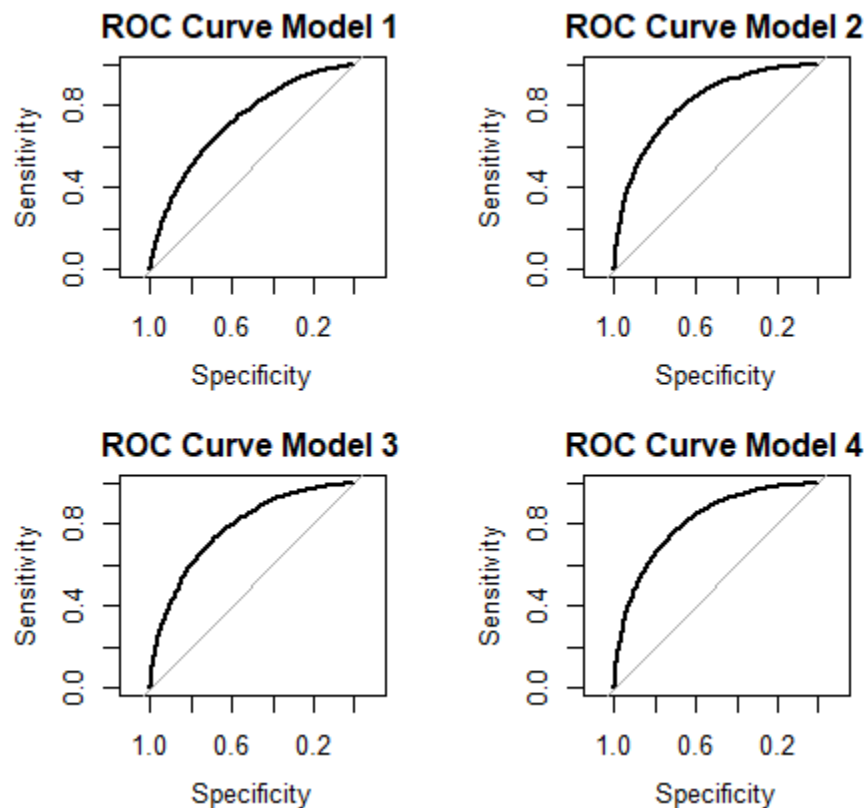 ROC Curve Model 1
Sensitivity
0.8
0.4
0.0
1.0 0.6 0.2
Specificity
ROC Curve Model 2
Sensitivity
0.8
0.4
0.0
1.0 0.6 0.2
Specificity
ROC Curve Model 3
Sensitivity
0.8
0.4
0.0
1.0 0.6 0.2
Specificity
ROC Curve Model 4
Sensitivity
0.8
0.4
0.0
1.0 0.6 0.2
Specificity